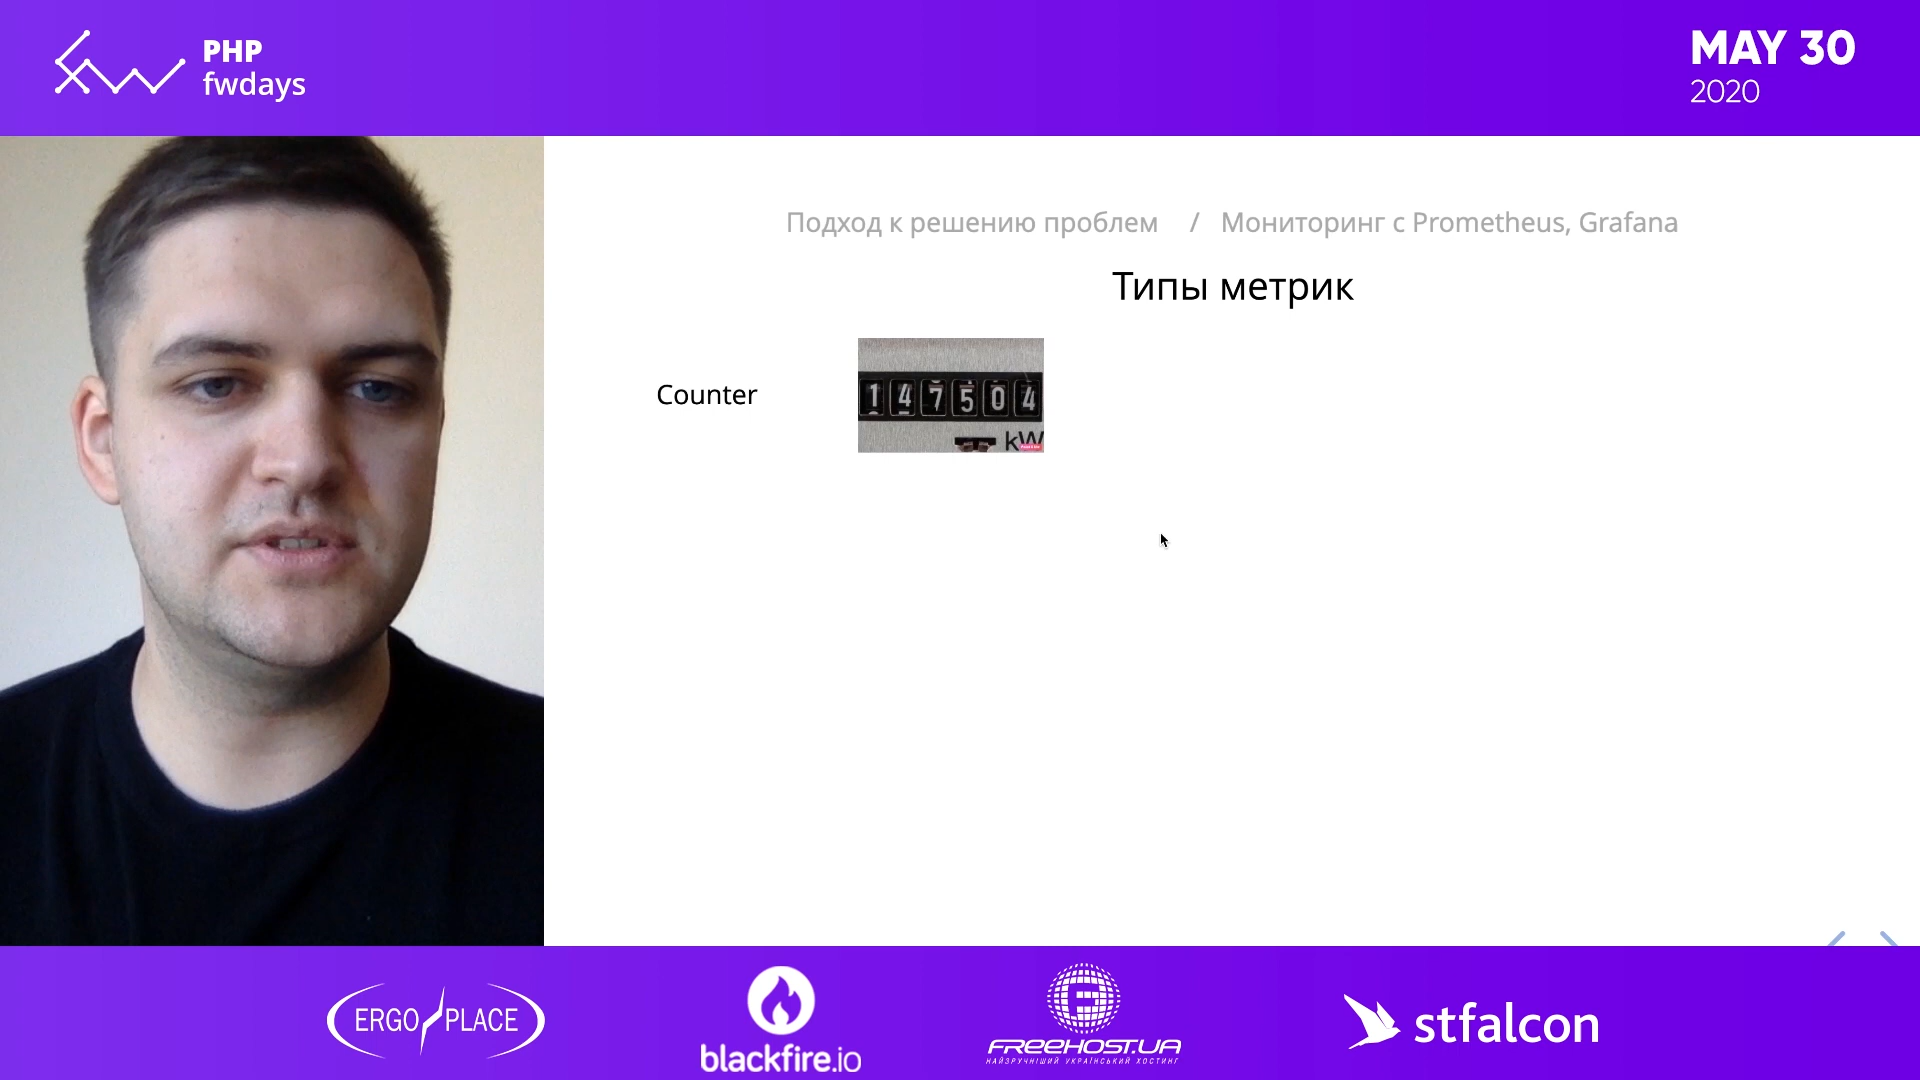 PHP
fwdays
MAY 30
2020
Подход к решению проблем / Мониторинг с Prometheus, Grafana
Типы метрик
Counter
147504
kW
ERGO PLACE
blackfire.io
FREEHOST.UA
НАЙЗРУЧНІШИЙ УКРАЇНСЬКИЙ ХОСТИНГ
stfalcon